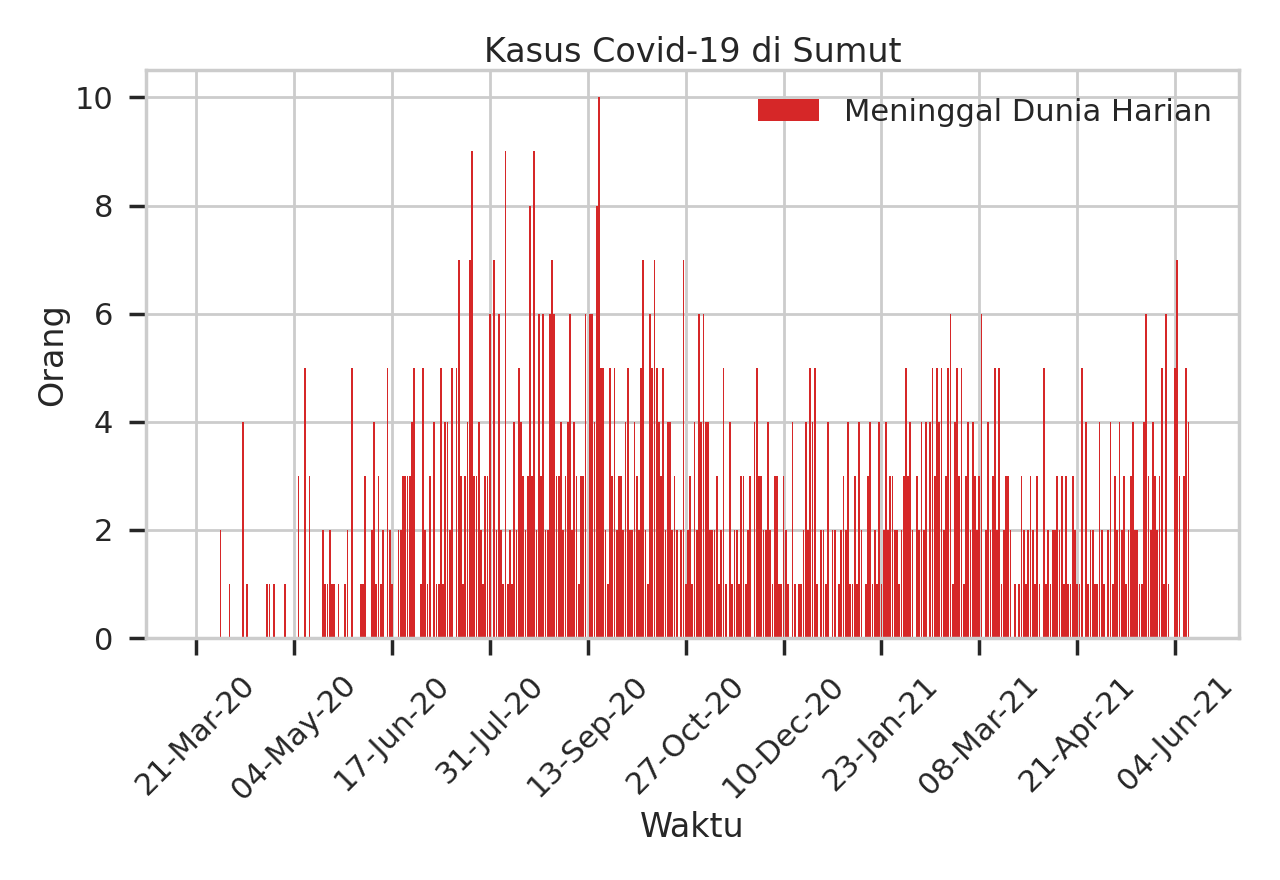 Kasus Covid-19 di Sumut
Meninggal Dunia Harian
10
8
6
4
2
0
Orang
21-Mar-20
04-May-20
17-Jun-20
31-Jul-20
13-Sep-20
27-Oct-20
10-Dec-20
23-Jan-21
08-Mar-21
21-Apr-21
04-Jun-21
Waktu